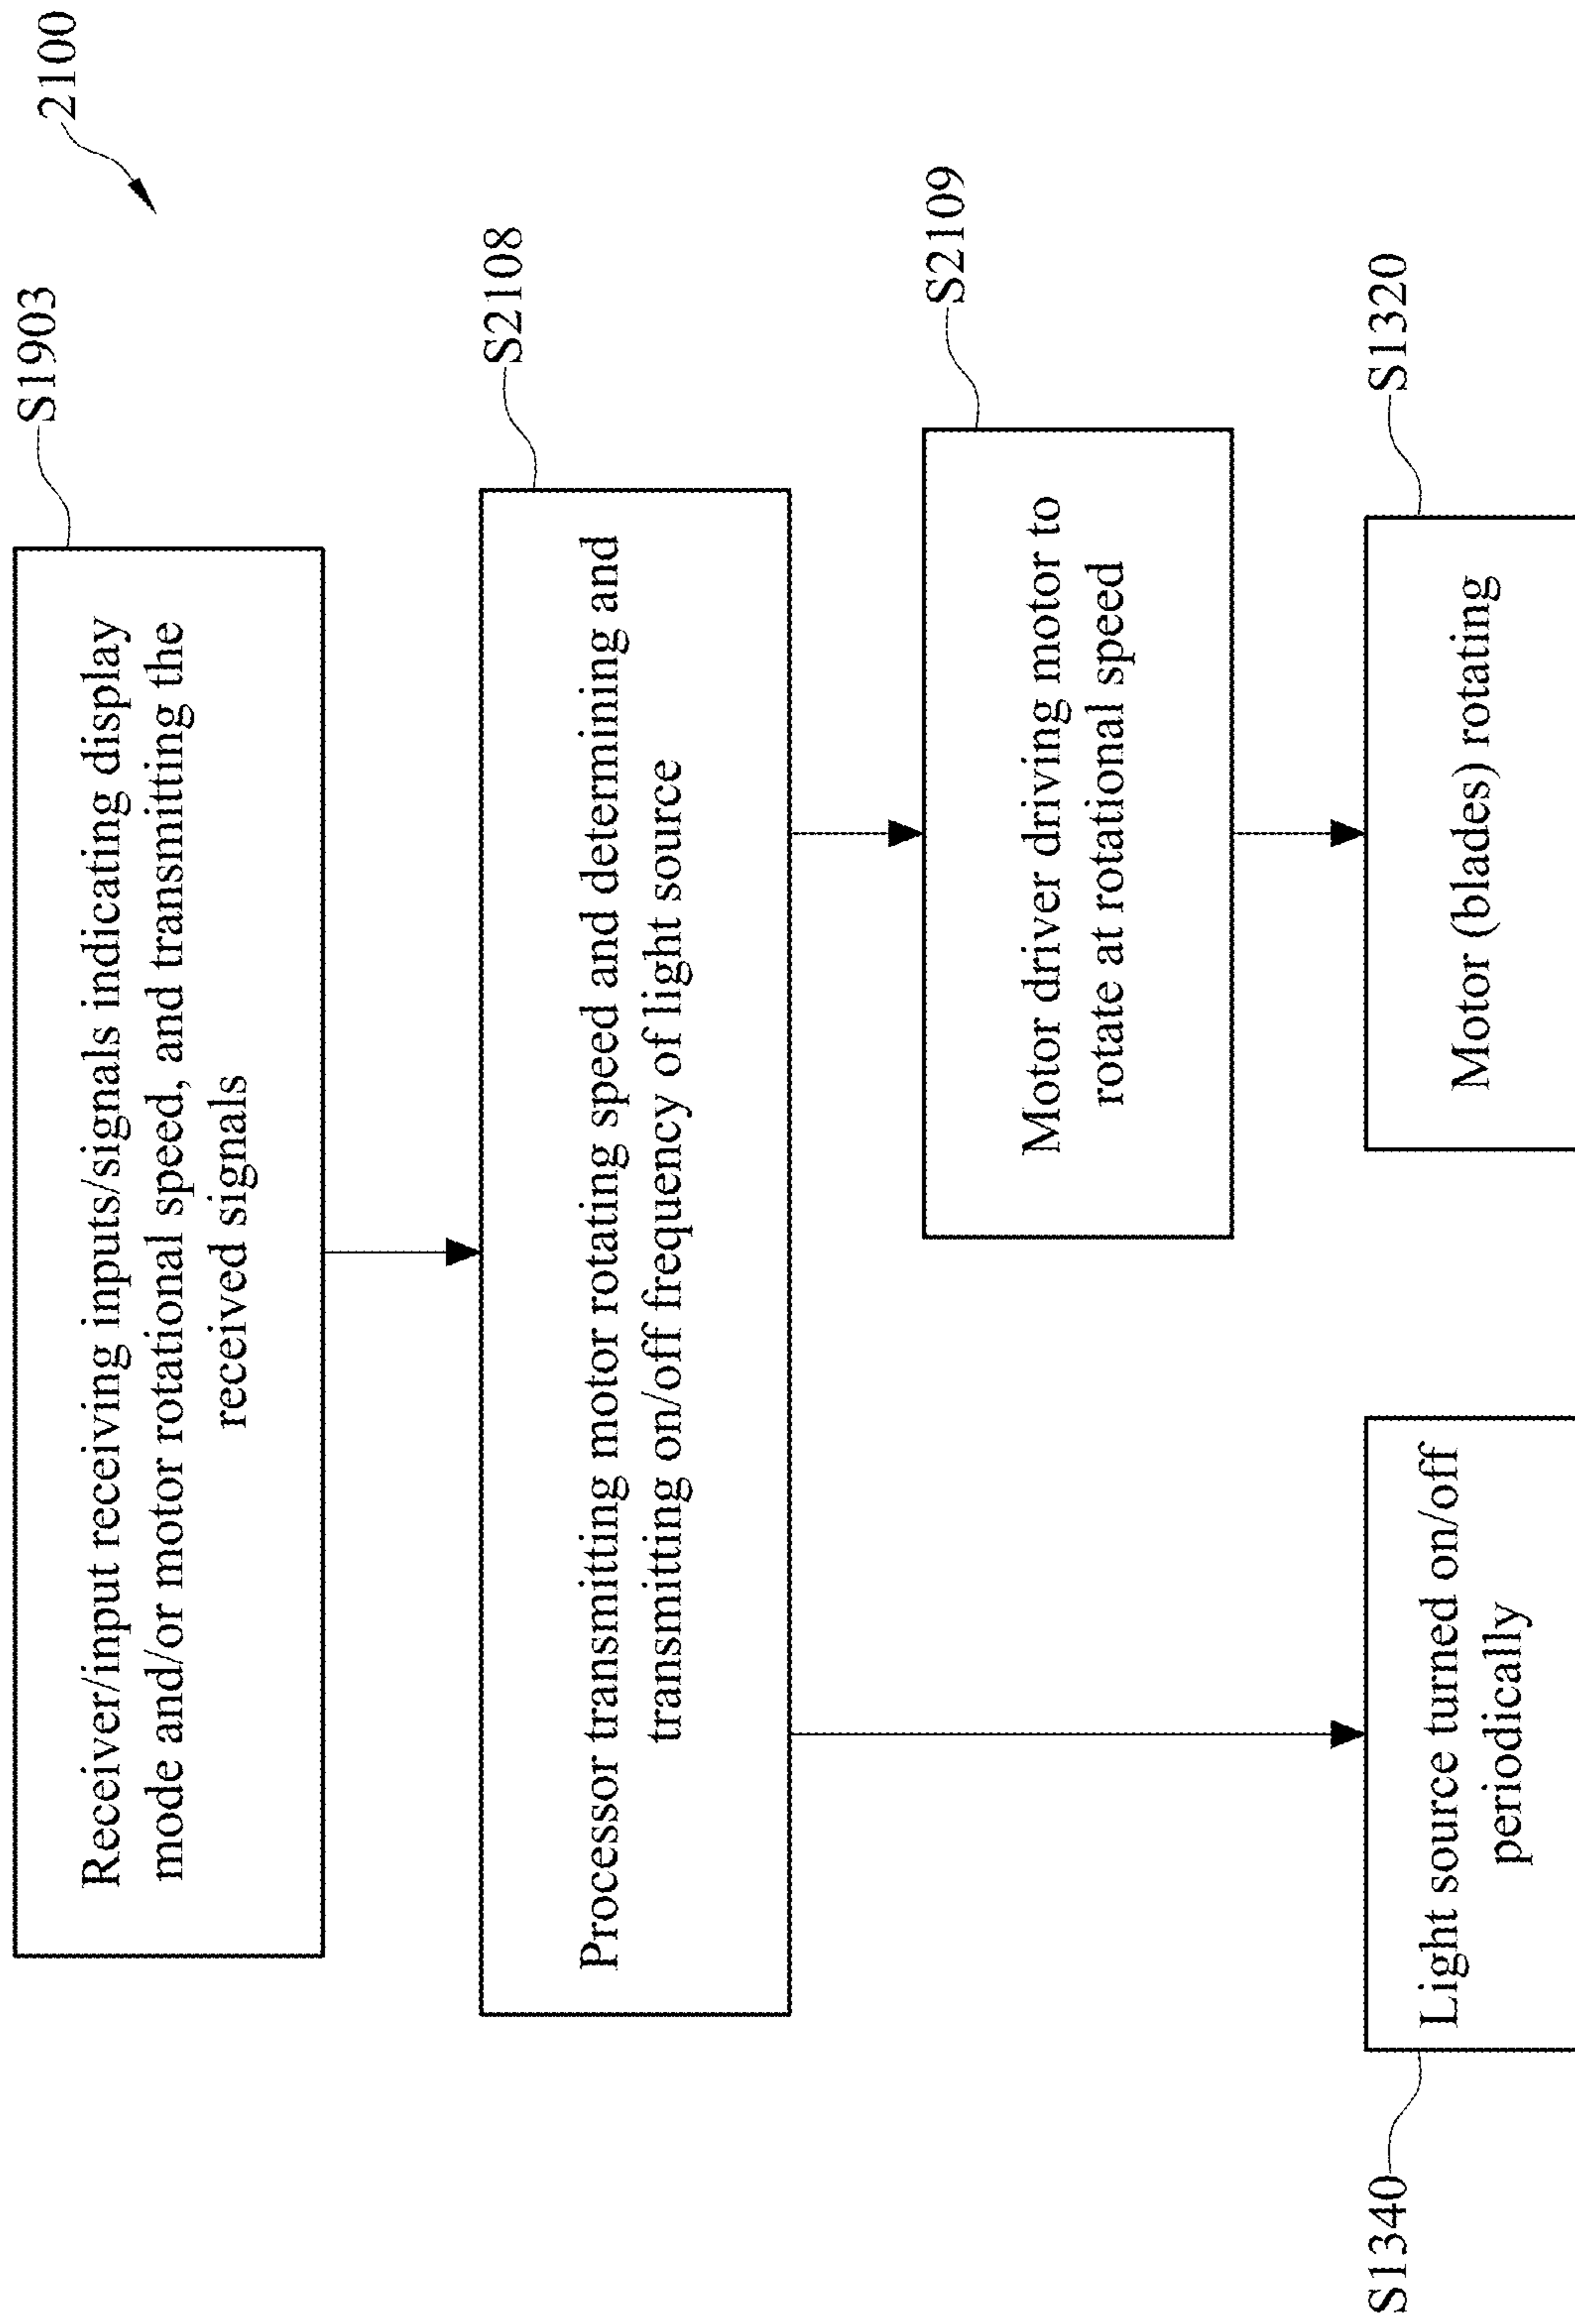 2100
S1903
Receiver/input receiving inputs/signals indicating display
mode and/or motor rotational speed, and transmitting the
received signals
S2108
Processor transmitting motor rotating speed and determining and
transmitting on/off frequency of light source
S2109
Motor driver driving motor to
rotate at rotational speed
S1340
Light source turned on/off
periodically
S1320
Motor (blades) rotating